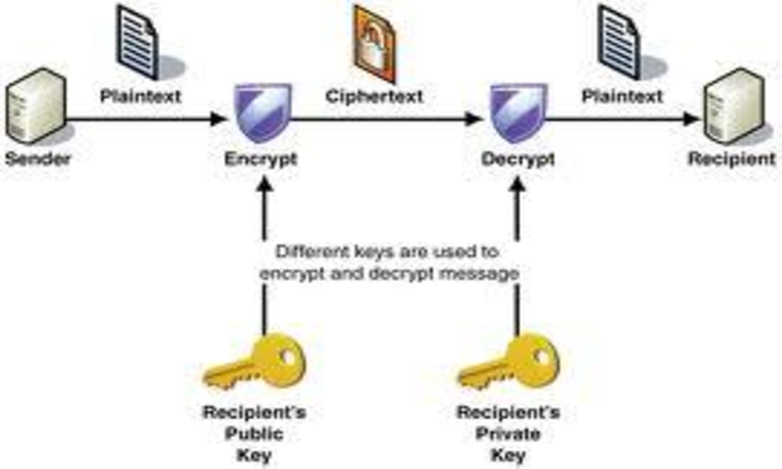 Plaintext
Ciphertext
Plaintext
Sender
Encrypt
Decrypt
Recipient
Different keys are used to
encrypt and decrypt message
Recipient's
Public
Key
Recipient's
Private
Key